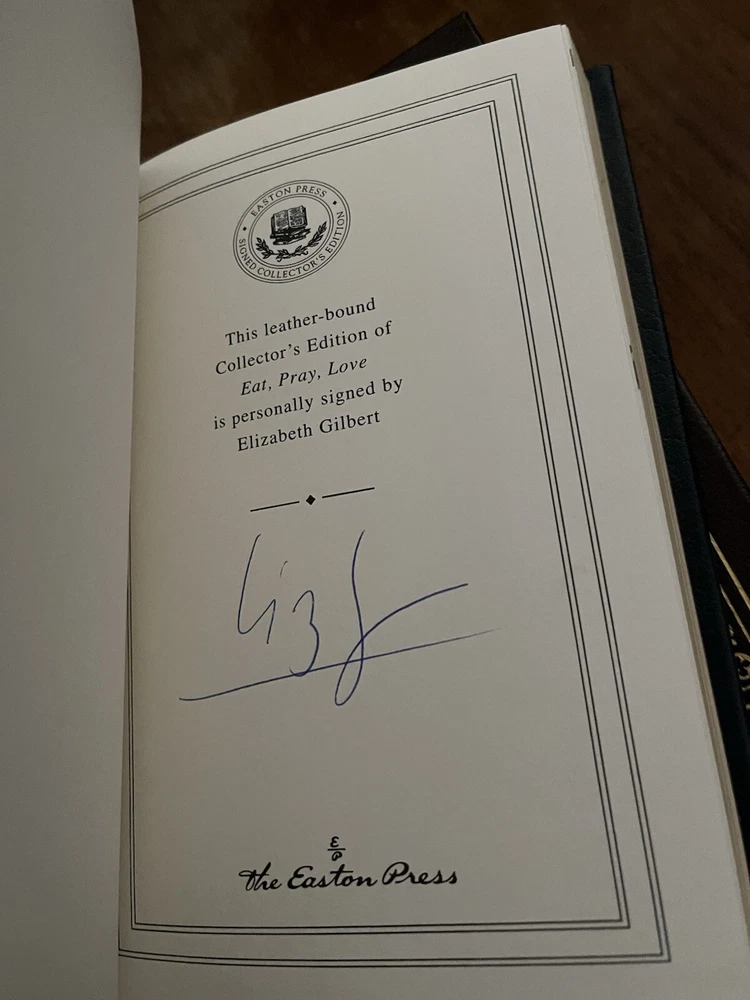 EASTON PRESS
SIGNED COLLECTOR'S EDITION
This leather-bound
Collector's Edition of
Eat, Pray, Love
is personally signed by
Elizabeth Gilbert
Liz
E
P
The Easton Press